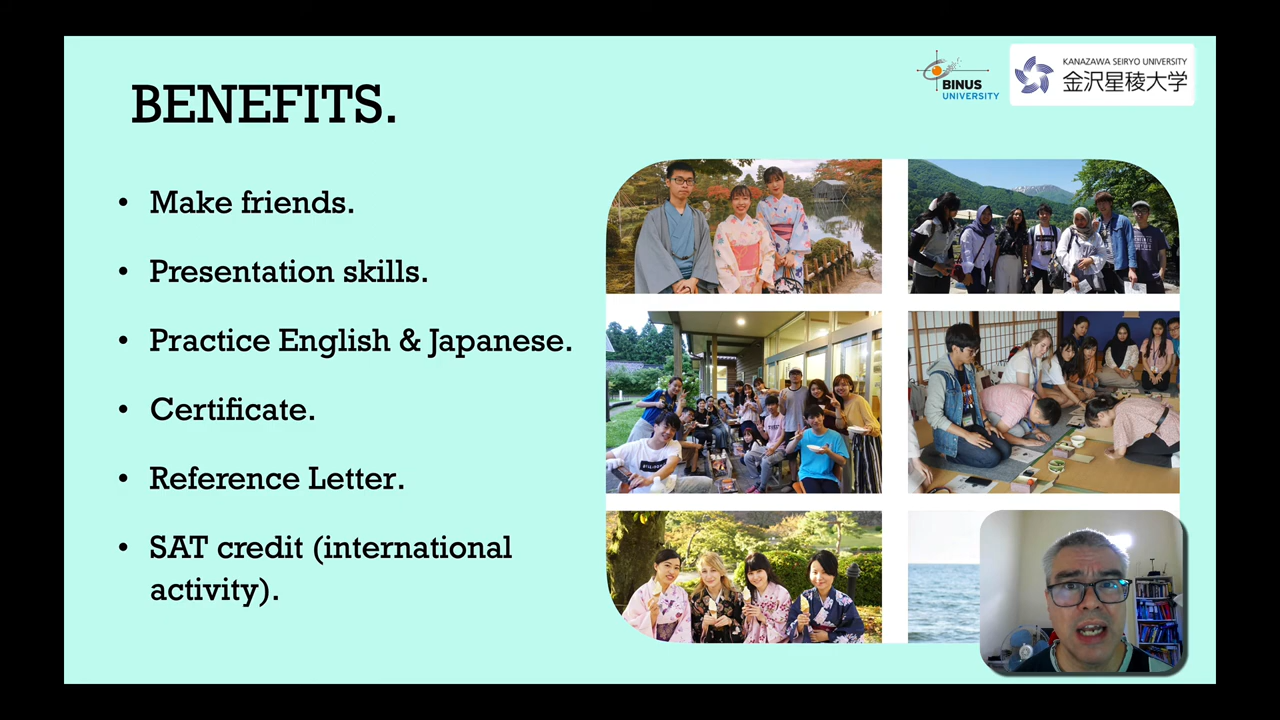 BENEFITS.
BINUS
UNIVERSITY
KANAZAWA SEIRYO UNIVERSITY
金沢星稜大学
• Make friends.
• Presentation skills.
• Practice English & Japanese.
• Certificate.
• Reference Letter.
• SAT credit (international
activity).